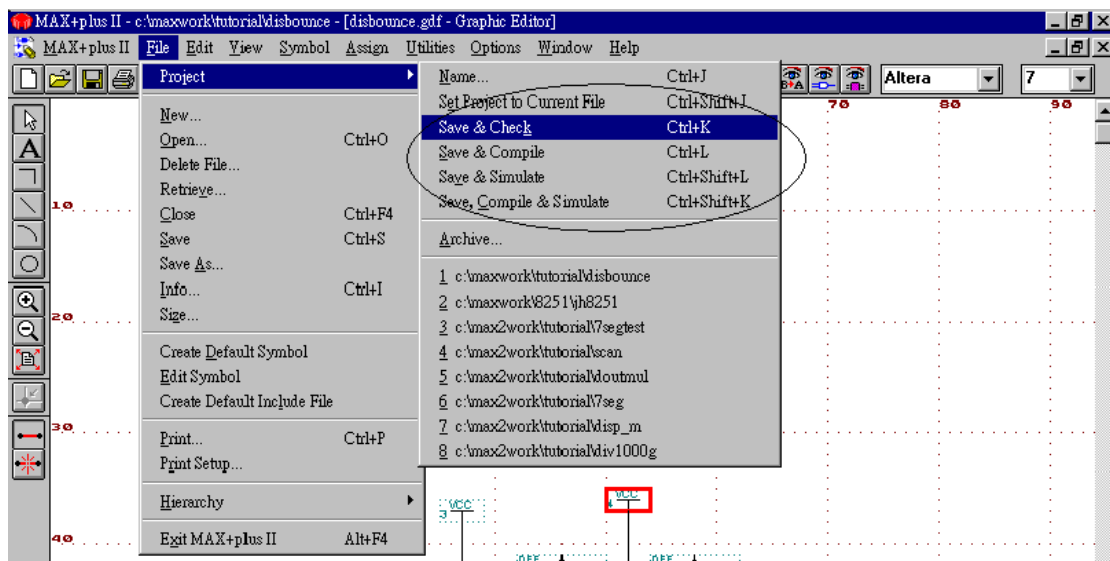 MAX+plus II - c:\maxwork\tutorial\disbounce - [disbounce.gdf - Graphic Editor]
MAX+plus II File Edit View Symbol Assign Utilities Options Window Help
Altera 7
Project
New...
Open... Ctrl+O
Delete File...
Retrieve...
Close Ctrl+F4
Save Ctrl+S
Save As...
Info... Ctrl+I
Size...
Create Default Symbol
Edit Symbol
Create Default Include File
Print... Ctrl+P
Print Setup...
Hierarchy
Exit MAX+plus II Alt+F4
Name... Ctrl+J
Set Project to Current File Ctrl+Shift+J
Save & Check Ctrl+K
Save & Compile Ctrl+L
Save & Simulate Ctrl+Shift+L
Save, Compile & Simulate Ctrl+Shift+K
Archive...
1 c:\maxwork\tutorial\disbounce
2 c:\maxwork\8251\jh8251
3 c:\max2work\tutorial\7segtest
4 c:\max2work\tutorial\scan
5 c:\max2work\tutorial\doutmul
6 c:\max2work\tutorial\7seg
7 c:\max2work\tutorial\disp_m
8 c:\max2work\tutorial\div1000g
70 80 90
10
20
30
40
VCC
3
VCC
4